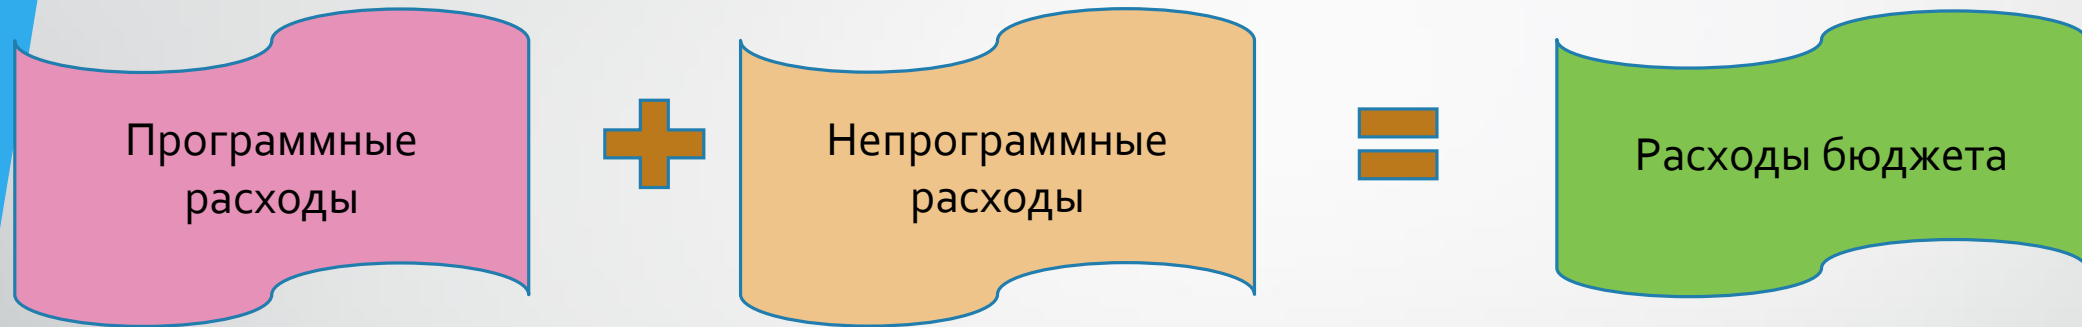 Программные
расходы
Непрограммные
расходы
Расходы бюджета